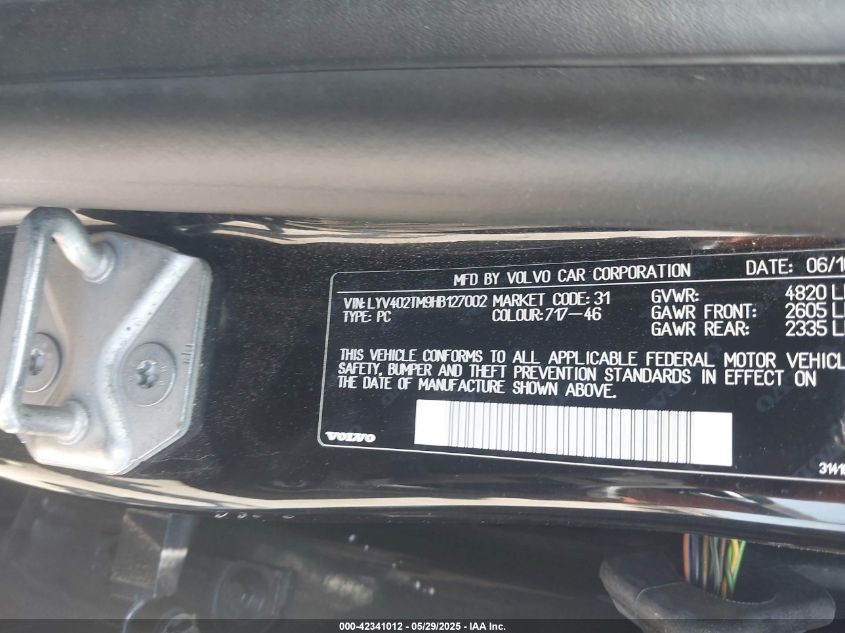 MFD BY VOLVO CAR CORPORATION DATE: 06/1
VIN: LYV402TM9HB127002 MARKET CODE: 31 GVWR: 4820 L
TYPE: PC COLOUR: 717-46 GAWR FRONT: 2605 L
GAWR REAR: 2335 L
THIS VEHICLE CONFORMS TO ALL APPLICABLE FEDERAL MOTOR VEHICL
SAFETY, BUMPER AND THEFT PREVENTION STANDARDS IN EFFECT ON
THE DATE OF MANUFACTURE SHOWN ABOVE.
VOLVO
3141
000-42341012 — 05/29/2025 — IAA Inc.